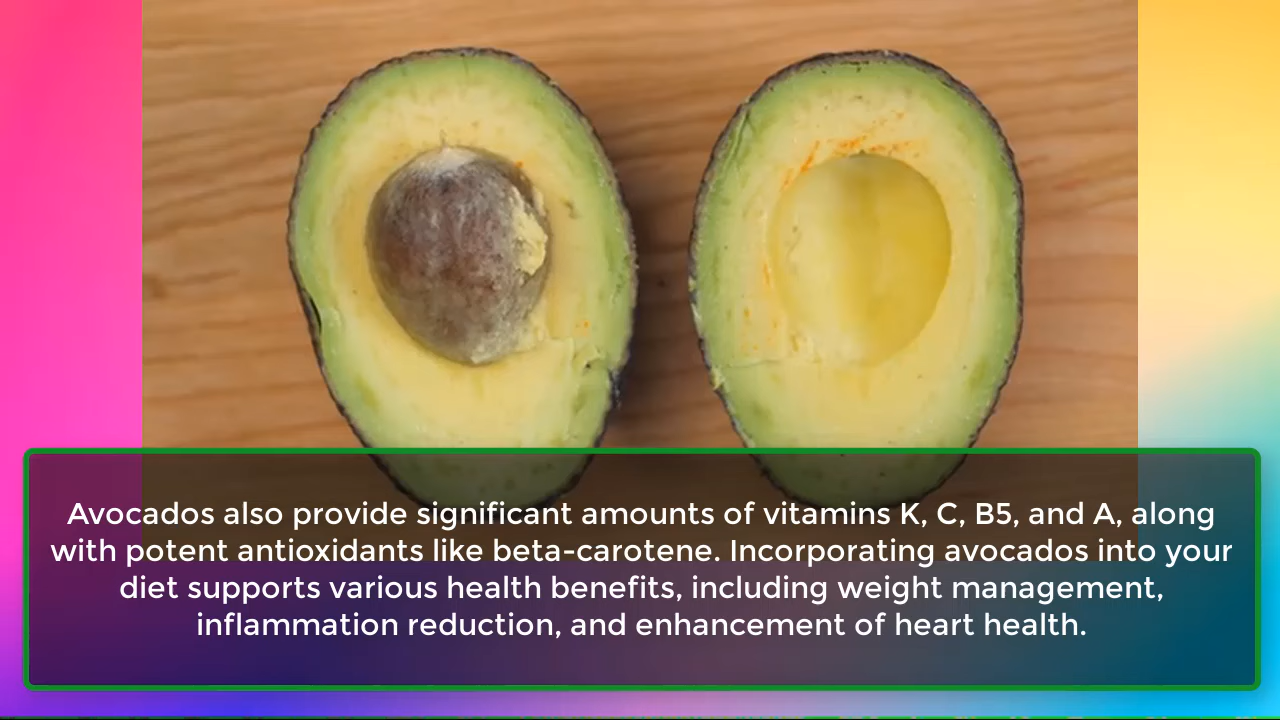 Avocados also provide significant amounts of vitamins K, C, B5, and A, along
with potent antioxidants like beta-carotene. Incorporating avocados into your
diet supports various health benefits, including weight management,
inflammation reduction, and enhancement of heart health.